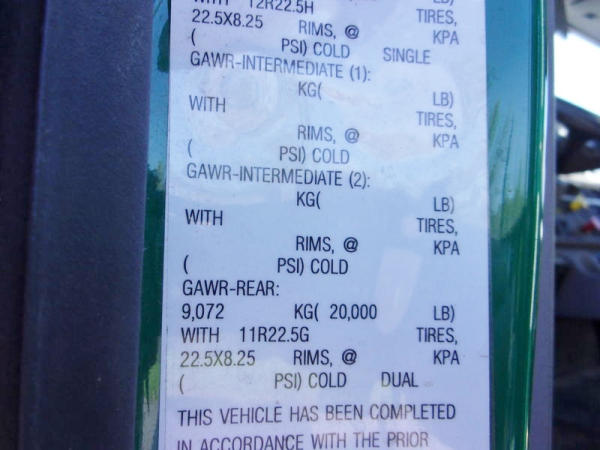 WITH 12R22.5H LB)
22.5X8.25 RIMS, @ TIRES,
( PSI) COLD SINGLE KPA
GAWR-INTERMEDIATE (1):
KG( LB)
WITH TIRES,
RIMS, @ KPA
( PSI) COLD
GAWR-INTERMEDIATE (2):
KG( LB)
WITH TIRES,
RIMS, @ KPA
( PSI) COLD
GAWR-REAR:
9,072 KG( 20,000 LB)
WITH 11R22.5G TIRES,
22.5X8.25 RIMS, @ KPA
( PSI) COLD DUAL
THIS VEHICLE HAS BEEN COMPLETED
IN ACCORDANCE WITH THE PRIOR